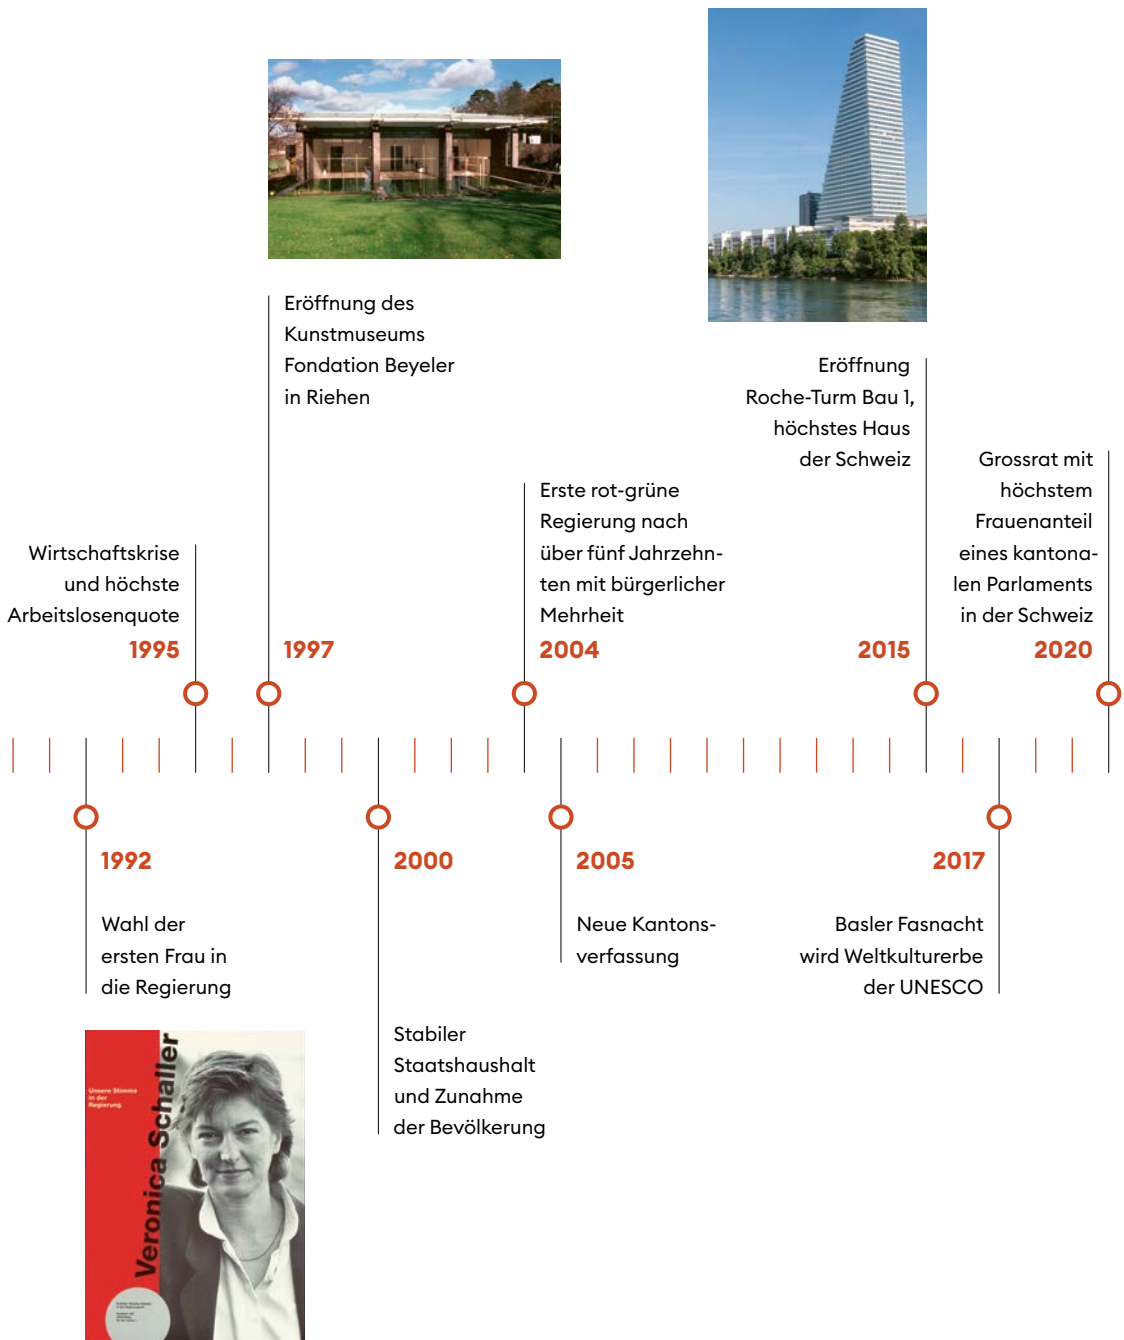 Eröffnung des
Kunstmuseums
Fondation Beyeler
in Riehen
Eröffnung
Roche-Turm Bau 1,
höchstes Haus
der Schweiz
Grossrat mit
höchstem
Frauenanteil
eines kantona-
len Parlaments
in der Schweiz
Erste rot-grüne
Regierung nach
über fünf Jahrzehn-
ten mit bürgerlicher
Mehrheit
Wirtschaftskrise
und höchste
Arbeitslosenquote
1995
1997
2004
2015
2020
1992
2000
2005
2017
Wahl der
ersten Frau in
die Regierung
Neue Kantons-
verfassung
Basler Fasnacht
wird Weltkulturerbe
der UNESCO
Stabiler
Staatshaushalt
und Zunahme
der Bevölkerung
Unsere Stimme
in der
Regierung
Veronica Schaller